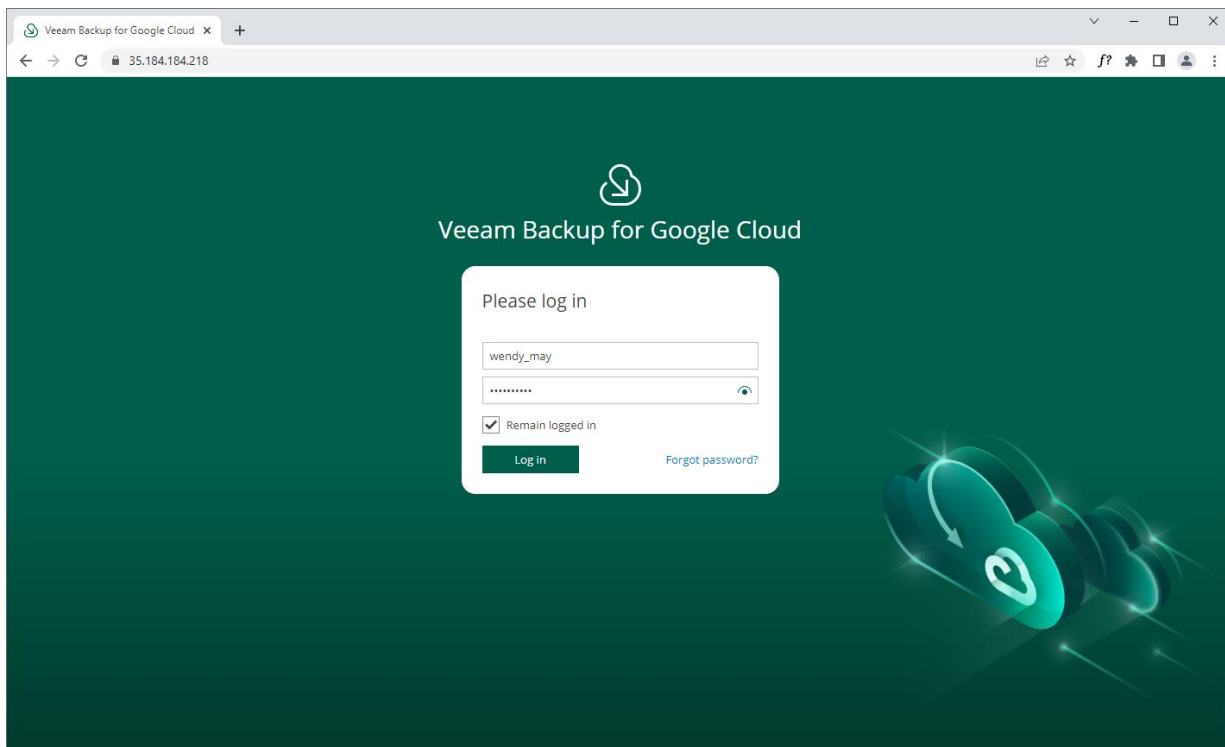 Veeam Backup for Google Cloud
35.184.184.218
f?
Veeam Backup for Google Cloud
Please log in
wendy_may
••••••••••
Remain logged in
Log in Forgot password?